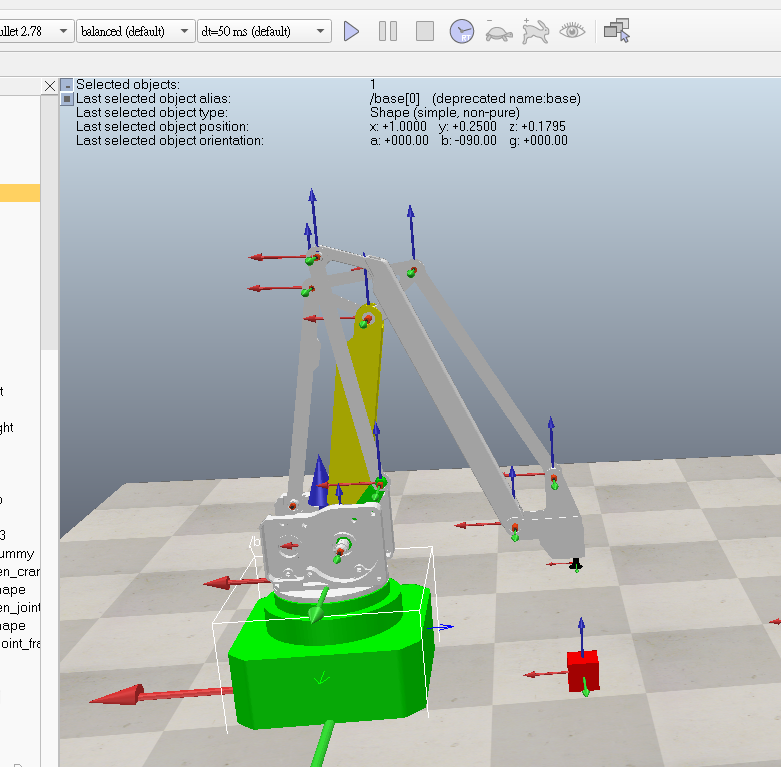 ullet 2.78 balanced (default) dt=50 ms (default)
Selected objects: 1
Last selected object alias: /base[0] (deprecated name:base)
Last selected object type: Shape (simple, non-pure)
Last selected object position: x: +1.0000 y: +0.2500 z: +0.1795
Last selected object orientation: a: +000.00 b: -090.00 g: +000.00
t
ght
3
ummy
en_cran
ape
en_joint
ape
oint_fra